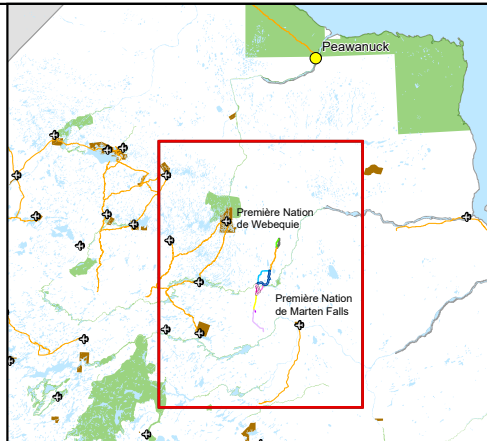 Peawanuck
Première Nation
de Webequie
Première Nation
de Marten Falls